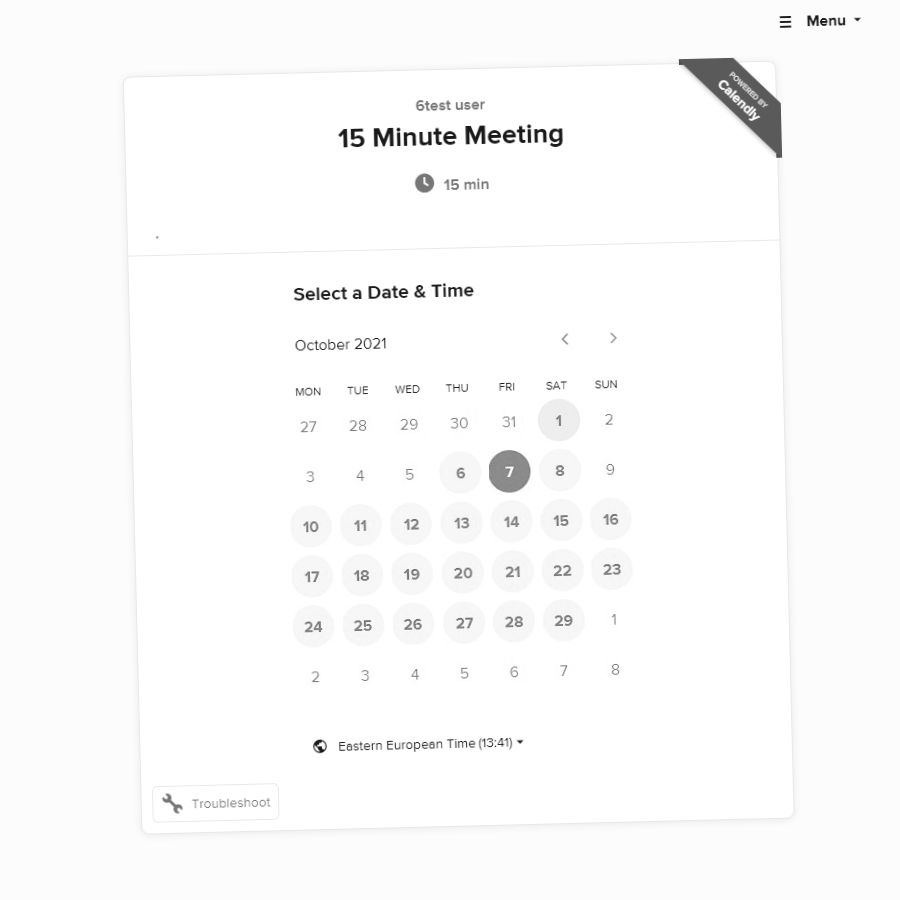 Menu
POWERED BY
Calendly
6test user
15 Minute Meeting
15 min
Select a Date & Time
October 2021
MON TUE WED THU FRI SAT SUN
27 28 29 30 31 1 2
3 4 5 6 7 8 9
10 11 12 13 14 15 16
17 18 19 20 21 22 23
24 25 26 27 28 29 1
2 3 4 5 6 7 8
Eastern European Time (13:41)
Troubleshoot